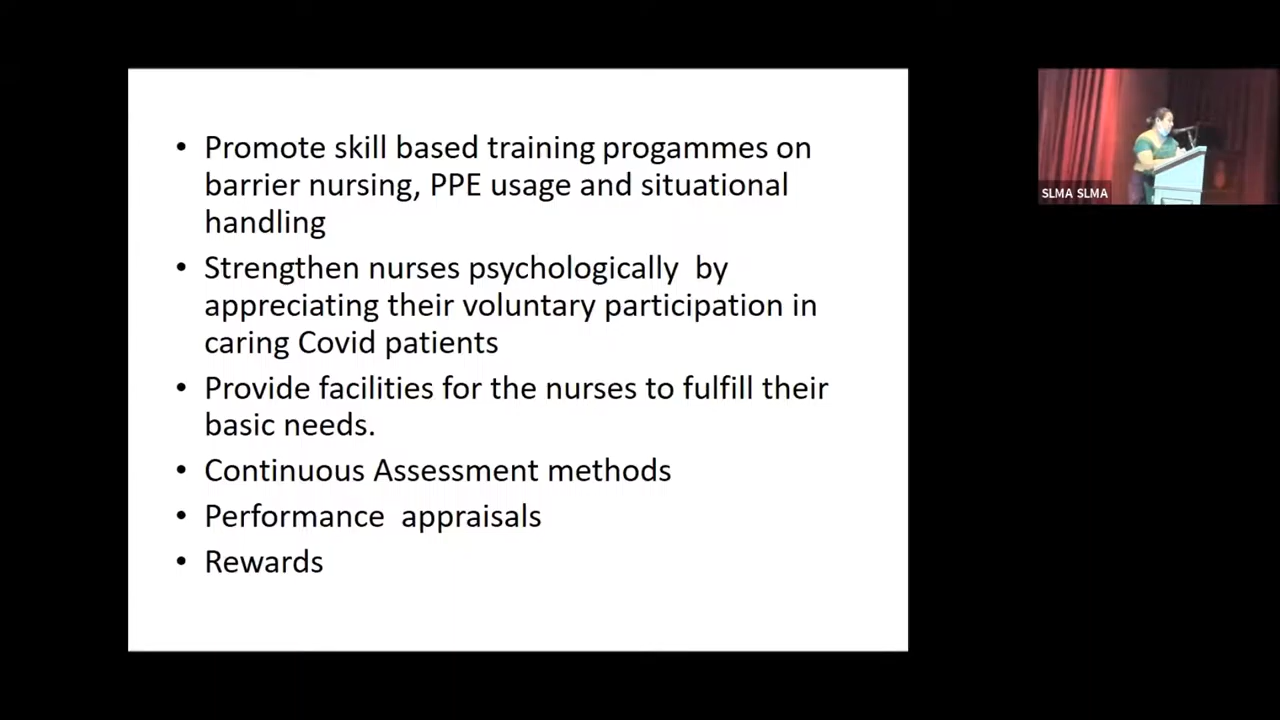 • Promote skill based training progammes on
barrier nursing, PPE usage and situational
handling
• Strengthen nurses psychologically  by
appreciating their voluntary participation in
caring Covid patients
• Provide facilities for the nurses to fulfill their
basic needs.
• Continuous Assessment methods
• Performance  appraisals
• Rewards
SLMA SLMA